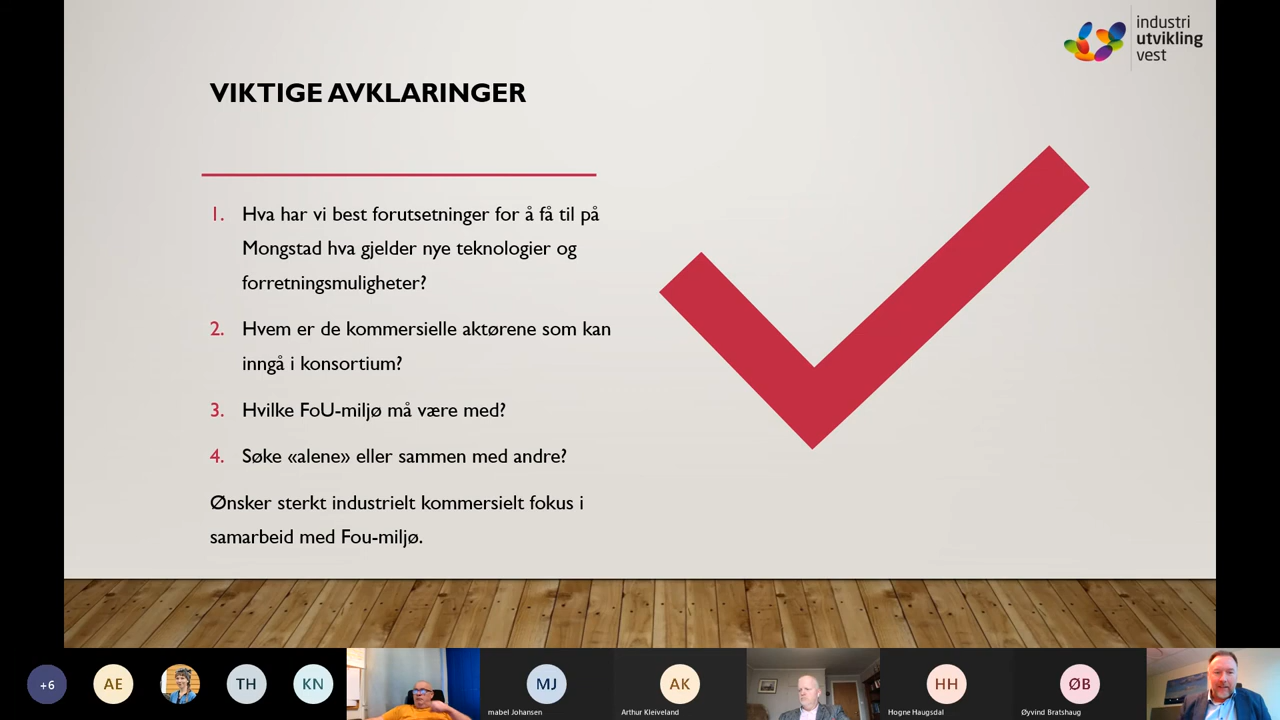 industri
utvikling
vest
VIKTIGE AVKLARINGER
1. Hva har vi best forutsetninger for å få til på
Mongstad hva gjelder nye teknologier og
forretningsmuligheter?
2. Hvem er de kommersielle aktørene som kan
inngå i konsortium?
3. Hvilke FoU-miljø må være med?
4. Søke «alene» eller sammen med andre?
Ønsker sterkt industrielt kommersielt fokus i
samarbeid med Fou-miljø.
+6
AE
TH
KN
MJ
mabel Johansen
AK
Arthur Kleiveland
HH
Hogne Haugsdal
ØB
Øyvind Bratshaug